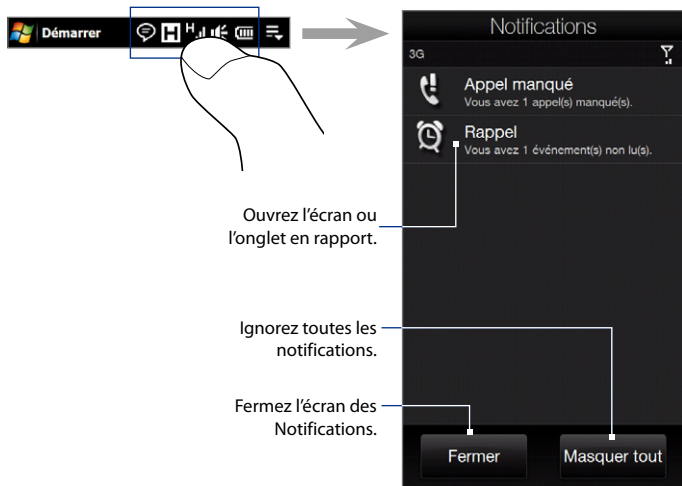 Démarrer
H
H
Notifications
3G
Appel manqué
Vous avez 1 appel(s) manqué(s).
Rappel
Vous avez 1 événement(s) non lu(s).
Ouvrez l'écran ou
l'onglet en rapport.
Ignorez toutes les
notifications.
Fermez l'écran des
Notifications.
Fermer
Masquer tout